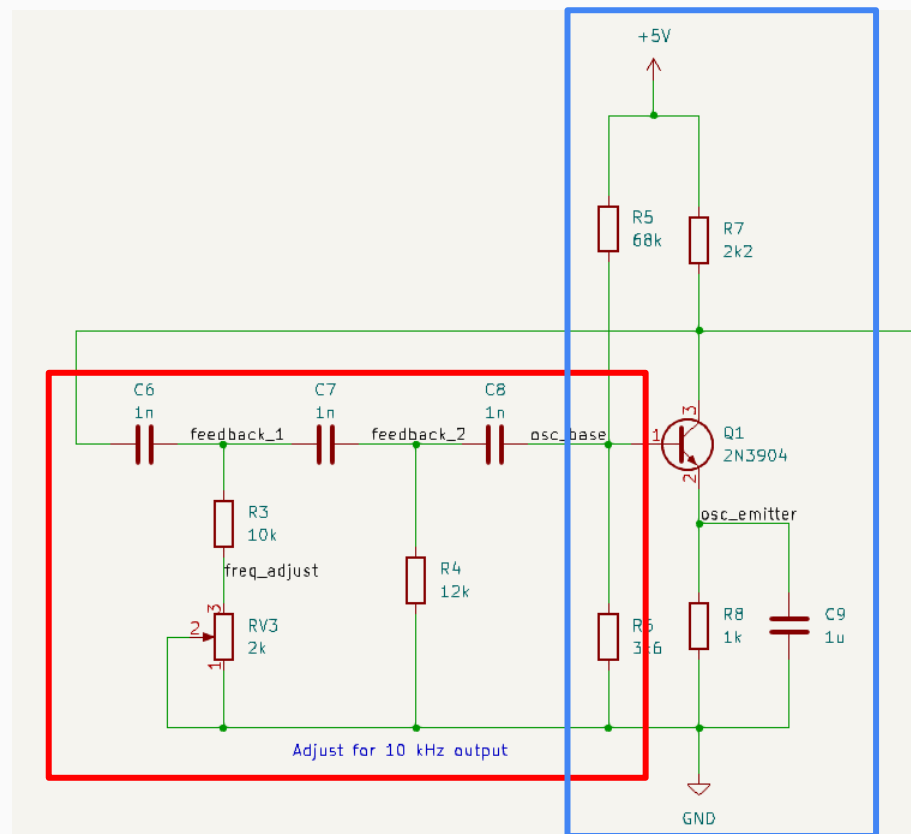 +5V
R5
68k
R7
2k2
C6
1n
C7
1n
C8
1n
feedback_1
feedback_2
osc_base
1
3
2
Q1
2N3904
osc_emitter
R3
10k
freq_adjust
R4
12k
3
2
1
RV3
2k
R6
3k6
R8
1k
C9
1u
Adjust for 10 kHz output
GND